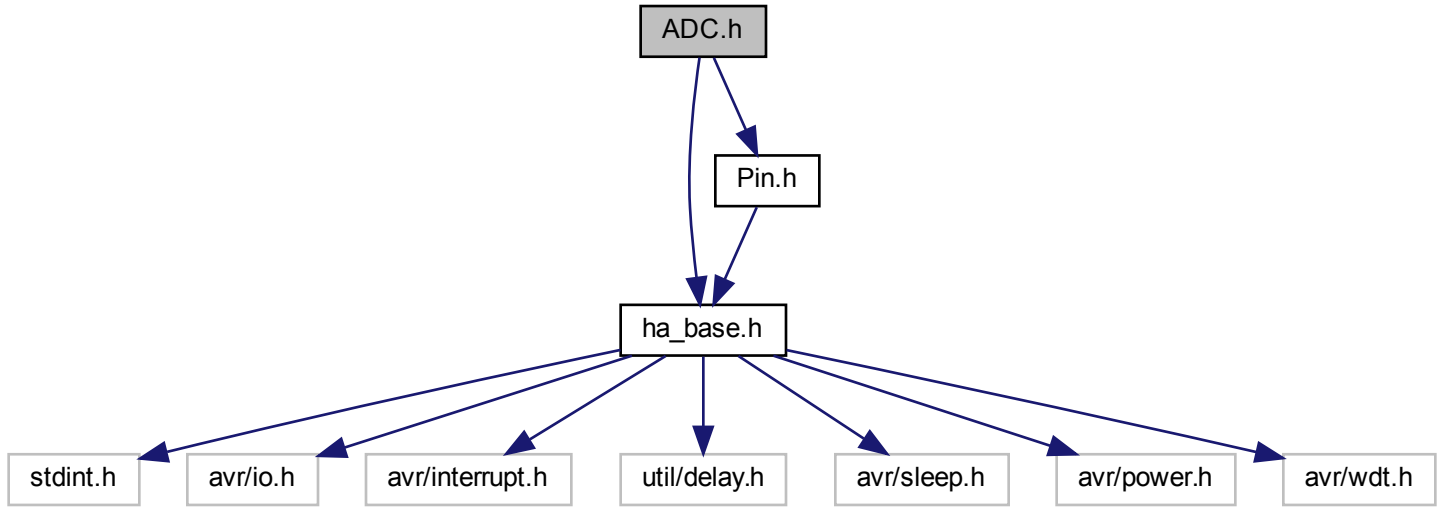 ADC.h
Pin.h
ha_base.h
stdint.h
avr/io.h
avr/interrupt.h
util/delay.h
avr/sleep.h
avr/power.h
avr/wdt.h